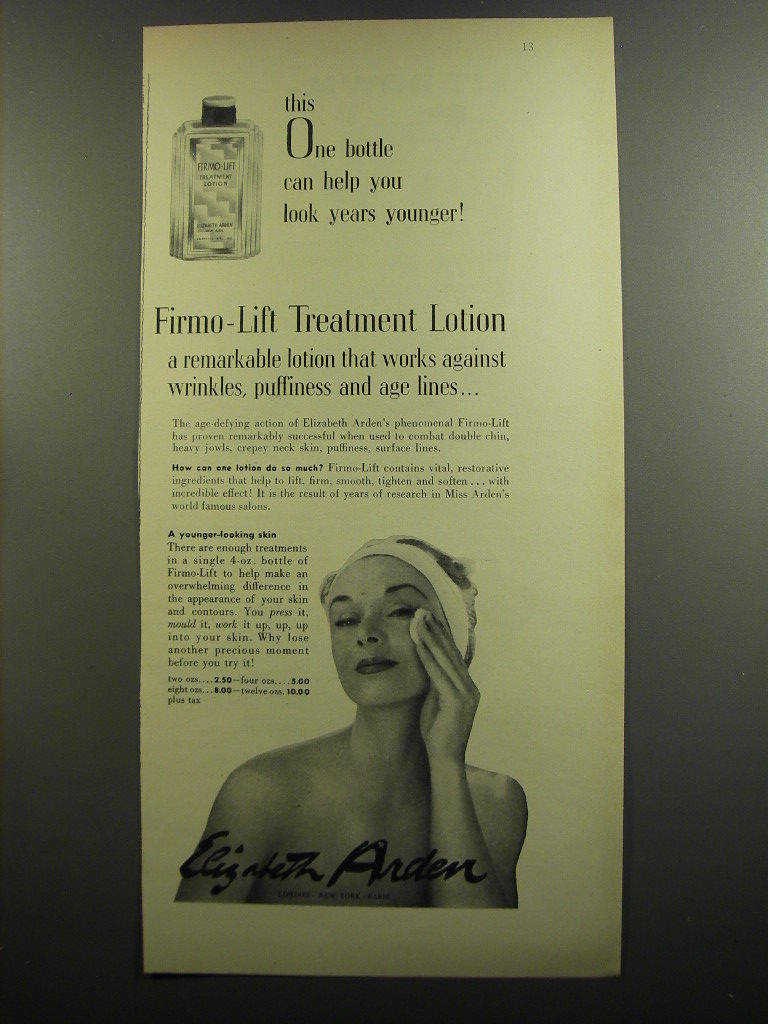 13
this
One bottle
can help you
look years younger!
FIRMO-LIFT
TREATMENT
LOTION
ELIZABETH ARDEN
NEW YORK
Firmo-Lift Treatment Lotion
a remarkable lotion that works against
wrinkles, puffiness and age lines...
The age-defying action of Elizabeth Arden's phenomenal Firmo-Lift
has proven remarkably successful when used to combat double chin,
heavy jowls, crepey neck skin, puffiness, surface lines.
How can one lotion do so much? Firmo-Lift contains vital, restorative
ingredients that help to lift, firm, smooth, tighten and soften... with
incredible effect! It is the result of years of research in Miss Arden's
world famous salons.
A younger-looking skin
There are enough treatments
in a single 4-oz. bottle of
Firmo-Lift to help make an
overwhelming difference in
the appearance of your skin
and contours. You press it,
mould it, work it up, up, up
into your skin. Why lose
another precious moment
before you try it!
two ozs....2.50—four ozs....5.00
eight ozs...8.00—twelve ozs. 10.00
plus tax
Elizabeth Arden
LONDON · NEW YORK · PARIS